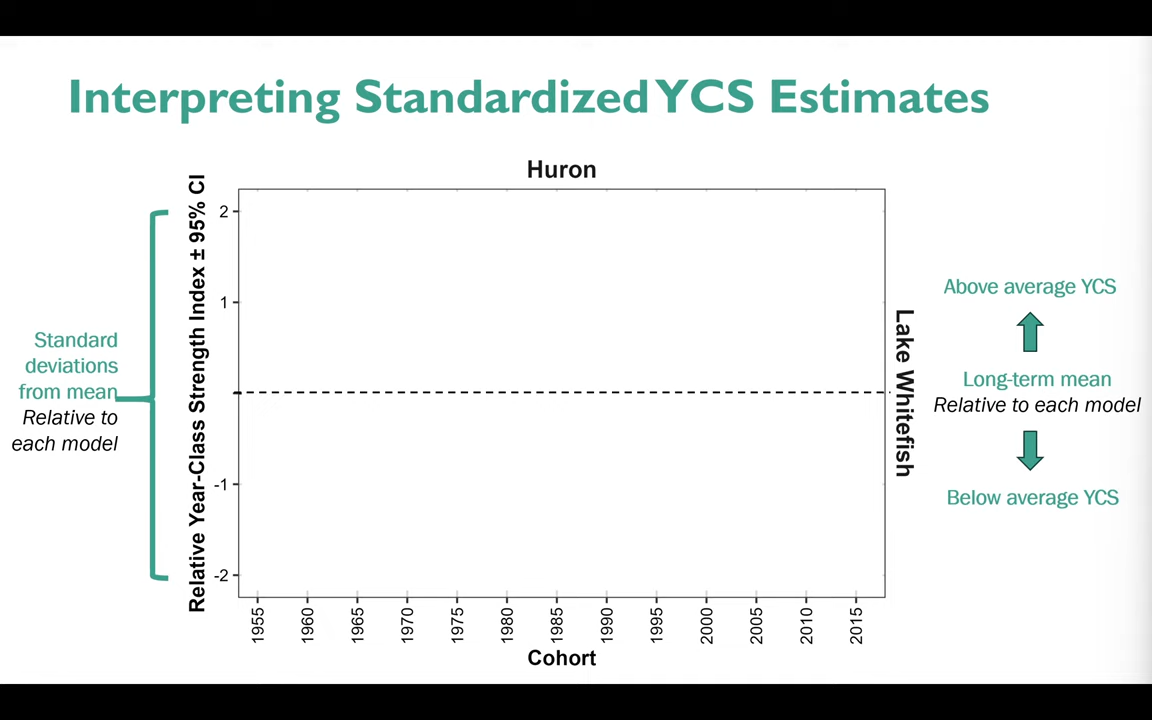 Interpreting Standardized YCS Estimates
Huron
Relative Year-Class Strength Index ± 95% CI
2
1
-1
-2
Standard
deviations
from mean
Relative to
each model
Lake Whitefish
Above average YCS
Long-term mean
Relative to each model
Below average YCS
1955
1960
1965
1970
1975
1980
1985
1990
1995
2000
2005
2010
2015
Cohort